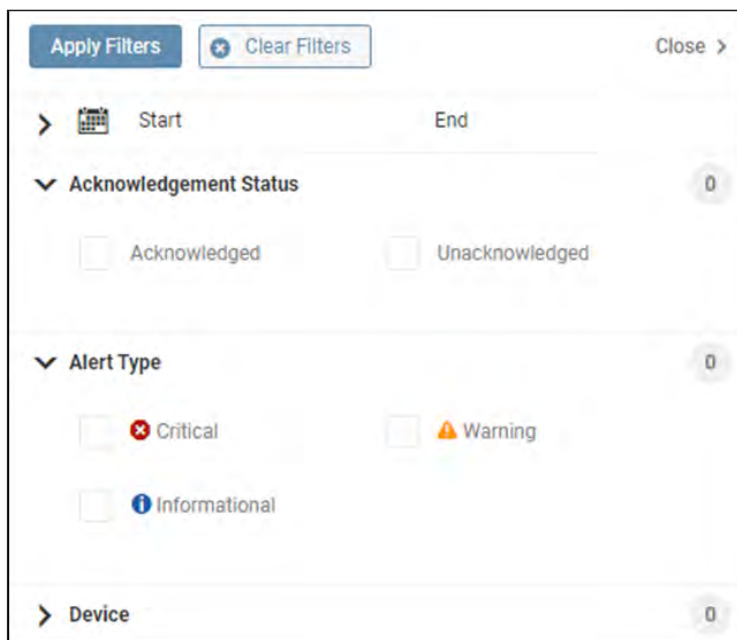 Apply Filters Clear Filters Close >
Start End
Acknowledgement Status 0
Acknowledged Unacknowledged
Alert Type 0
Critical Warning
Informational
Device 0